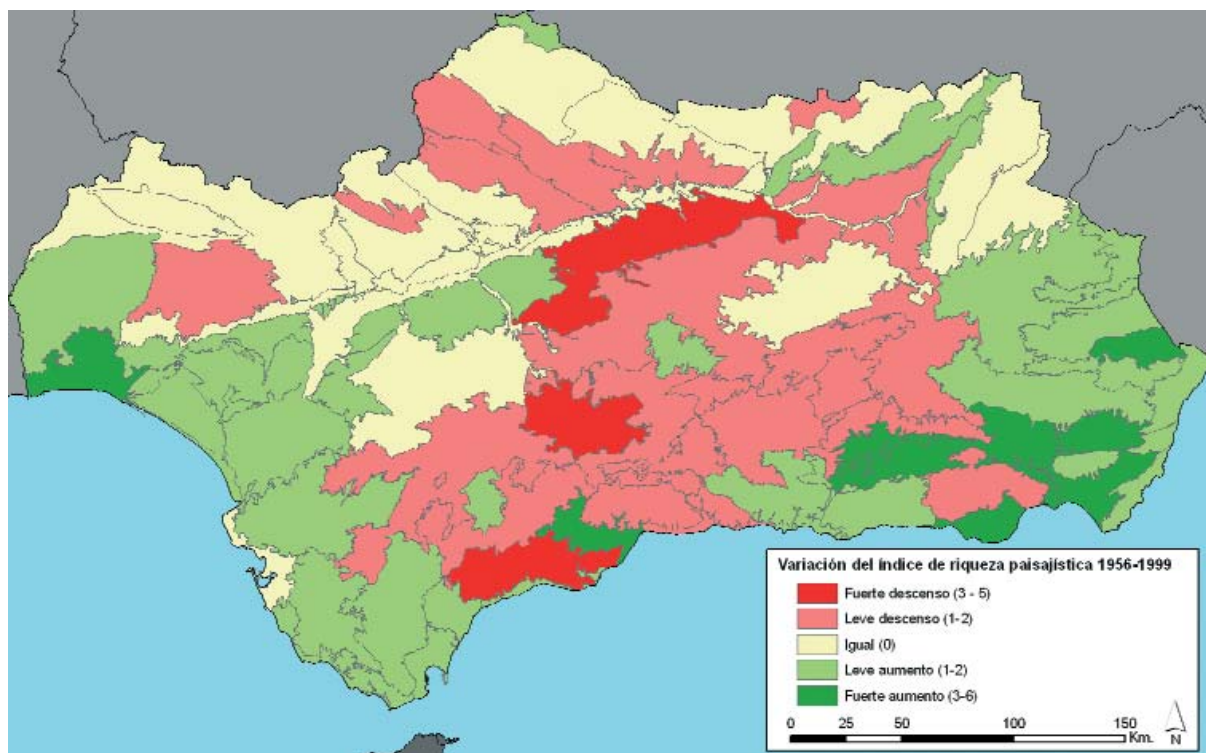 Variación del índice de riqueza paisajística 1956-1999
Fuerte descenso (3 - 5)
Leve descenso (1-2)
Igual (0)
Leve aumento (1-2)
Fuerte aumento (3-6)
0 25 50 100 150
Km.
N